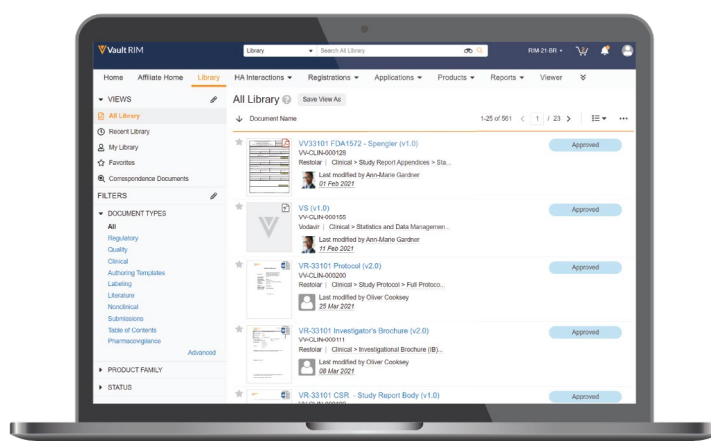 Vault RIM
Library
Search All Library
RIM-21-BR
Home Affiliate Home Library HA Interactions Registrations Applications Products Reports Viewer
VIEWS
All Library
Recent Library
My Library
Favorites
Correspondence Documents
FILTERS
DOCUMENT TYPES
All
Regulatory
Quality
Clinical
Authoring Templates
Labeling
Literature
Nonclinical
Submissions
Table of Contents
Pharmacovigilance
Advanced
PRODUCT FAMILY
STATUS
All Library Save View As
Document Name 1-25 of 561 1 / 23
VV33101 FDA1572 - Spengler (v1.0) Approved
VV-CLIN-000128
Restolar | Clinical > Study Report Appendices > Sta...
Last modified by Ann-Marie Gardner
01 Feb 2021
VS (v1.0) Approved
VV-CLIN-000155
Vodavir | Clinical > Statistics and Data Managemen...
Last modified by Ann-Marie Gardner
11 Feb 2021
VR-33101 Protocol (v2.0) Approved
VV-CLIN-000200
Restolar | Clinical > Study Protocol > Full Protoco...
Last modified by Oliver Cooksey
25 Mar 2021
VR-33101 Investigator's Brochure (v2.0) Approved
VV-CLIN-000111
Restolar | Clinical > Investigational Brochure (IB)...
Last modified by Oliver Cooksey
08 Mar 2021
VR-33101 CSR - Study Report Body (v1.0) Approved